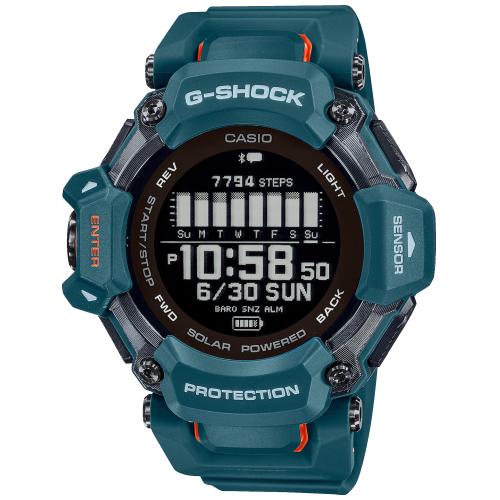 G-SHOCK
CASIO
REV
LIGHT
7794 STEPS
Su M T W T F S Su
START/STOP
ENTER
SENSOR
P 10:58 50
6/30 SUN
BARO SNZ ALM
FWD
BACK
SOLAR POWERED
PROTECTION